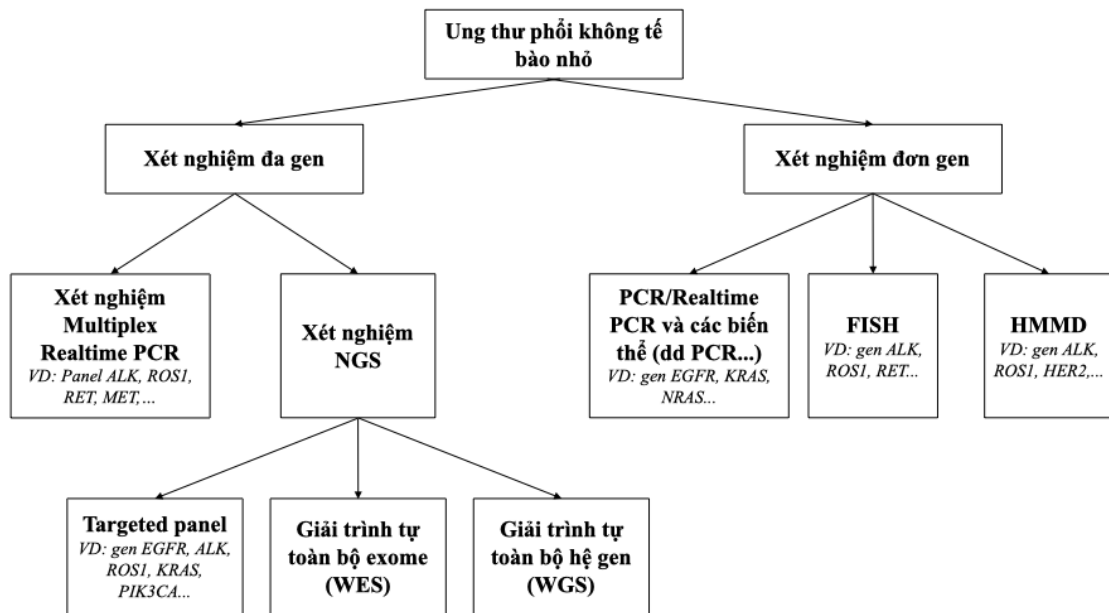 Ung thư phổi không tế
bào nhỏ
Xét nghiệm đa gen
Xét nghiệm đơn gen
Xét nghiệm
Multiplex
Realtime PCR
VD: Panel ALK, ROS1,
RET, MET,...
Xét nghiệm
NGS
PCR/Realtime
PCR và các biến
thể (dd PCR...)
VD: gen EGFR, KRAS,
NRAS...
FISH
VD: gen ALK,
ROS1, RET...
HMMD
VD: gen ALK,
ROS1, HER2,...
Targeted panel
VD: gen EGFR, ALK,
ROS1, KRAS,
PIK3CA...
Giải trình tự
toàn bộ exome
(WES)
Giải trình tự
toàn bộ hệ gen
(WGS)